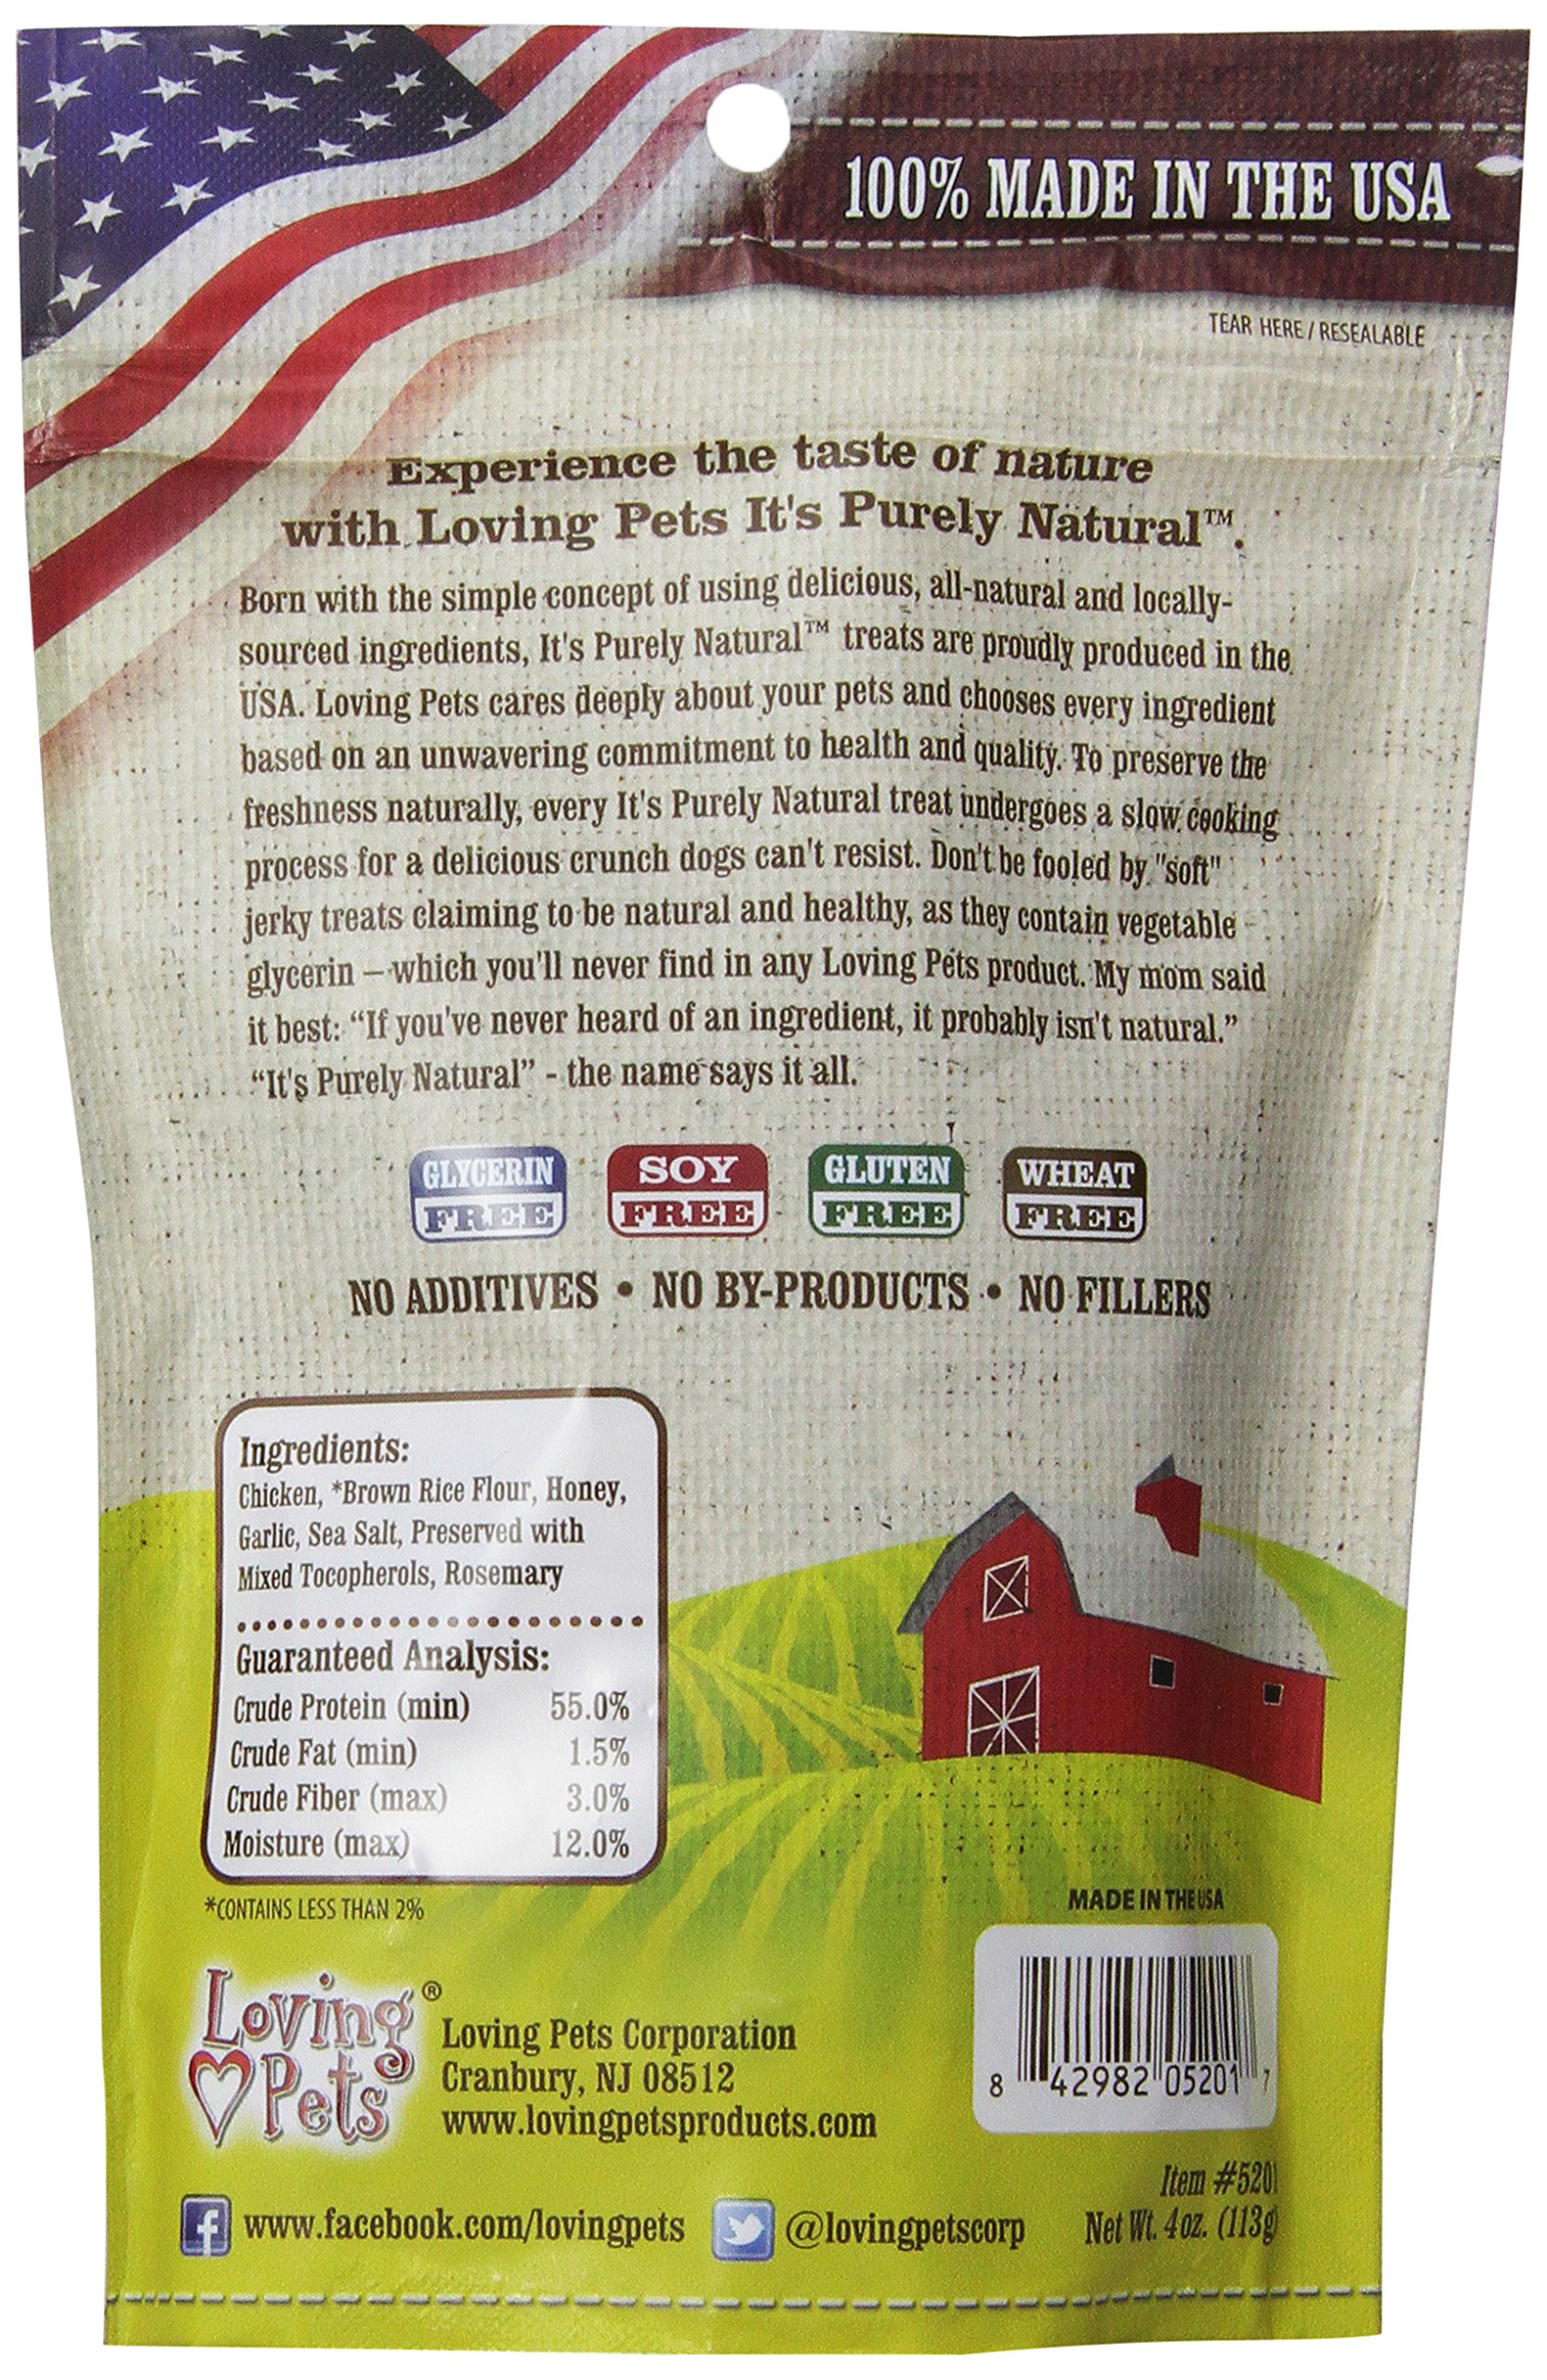 100% MADE IN THE USA
TEAR HERE / RESEALABLE
Experience the taste of nature
with Loving Pets It's Purely Natural™.
Born with the simple concept of using delicious, all-natural and locally-
sourced ingredients, It's Purely Natural™ treats are proudly produced in the
USA. Loving Pets cares deeply about your pets and chooses every ingredient
based on an unwavering commitment to health and quality. To preserve the
freshness naturally, every It's Purely Natural treat undergoes a slow cooking
process for a delicious crunch dogs can't resist. Don't be fooled by "soft"
jerky treats claiming to be natural and healthy, as they contain vegetable
glycerin – which you'll never find in any Loving Pets product. My mom said
it best: “If you've never heard of an ingredient, it probably isn't natural.”
“It's Purely Natural” - the name says it all.
GLYCERIN FREE SOY FREE GLUTEN FREE WHEAT FREE
NO ADDITIVES • NO BY-PRODUCTS • NO FILLERS
Ingredients:
Chicken, *Brown Rice Flour, Honey,
Garlic, Sea Salt, Preserved with
Mixed Tocopherols, Rosemary
Guaranteed Analysis:
Crude Protein (min) 55.0%
Crude Fat (min) 1.5%
Crude Fiber (max) 3.0%
Moisture (max) 12.0%
*CONTAINS LESS THAN 2%
MADE IN THE USA
8 42982 05201 7
Loving Pets®
Loving Pets Corporation
Cranbury, NJ 08512
www.lovingpetsproducts.com
Item #5201
Net Wt. 4oz. (113g)
www.facebook.com/lovingpets
@lovingpetscorp